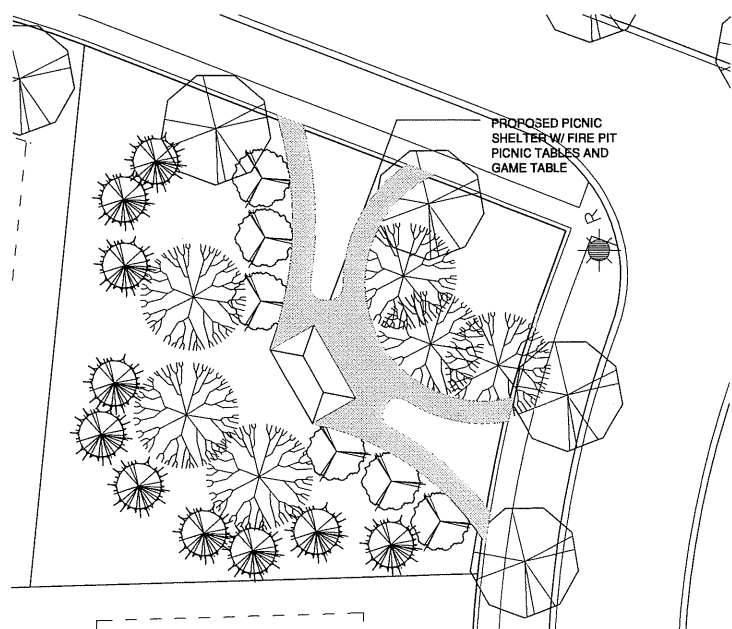 PROPOSED PICNIC
SHELTER W/ FIRE PIT
PICNIC TABLES AND
GAME TABLE
R